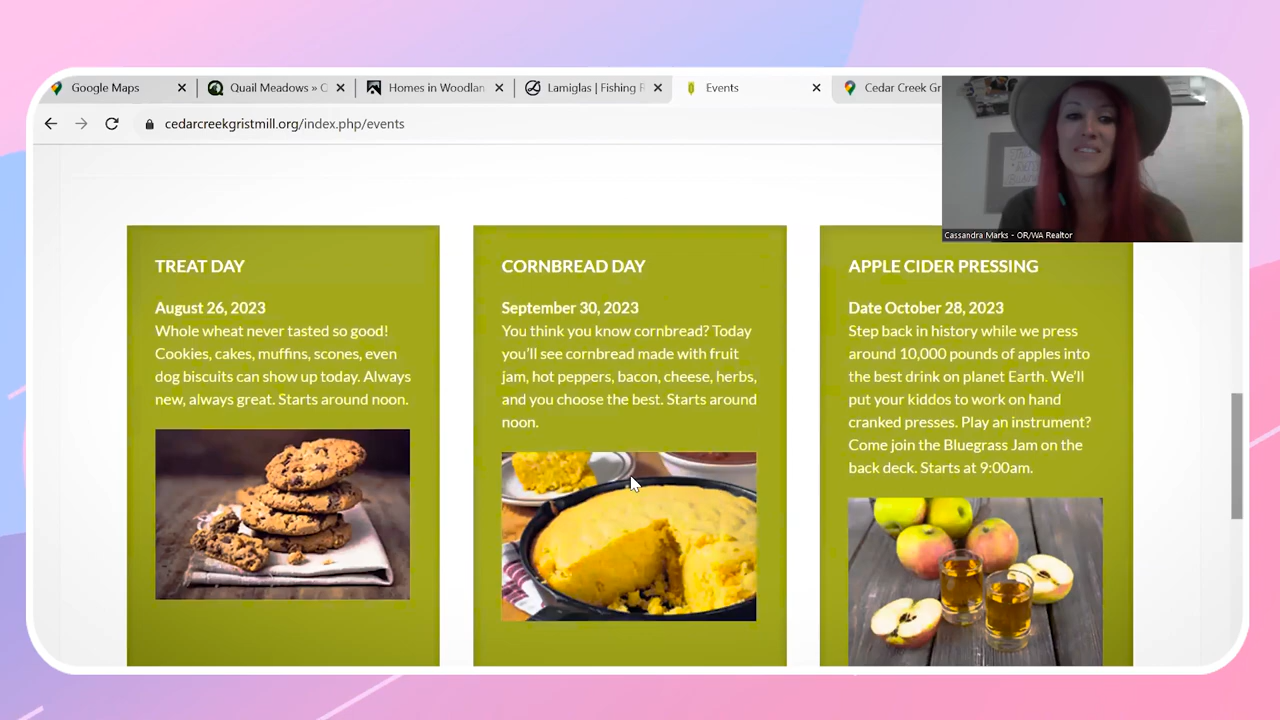 Google Maps
Quail Meadows » C
Homes in Woodlan
Lamiglas | Fishing R
Events
Cedar Creek Gr
cedarcreekgristmill.org/index.php/events
Cassandra Marks - OR/WA Realtor
TREAT DAY
August 26, 2023
Whole wheat never tasted so good!
Cookies, cakes, muffins, scones, even
dog biscuits can show up today. Always
new, always great. Starts around noon.
CORNBREAD DAY
September 30, 2023
You think you know cornbread? Today
you'll see cornbread made with fruit
jam, hot peppers, bacon, cheese, herbs,
and you choose the best. Starts around
noon.
APPLE CIDER PRESSING
Date October 28, 2023
Step back in history while we press
around 10,000 pounds of apples into
the best drink on planet Earth. We'll
put your kiddos to work on hand
cranked presses. Play an instrument?
Come join the Bluegrass Jam on the
back deck. Starts at 9:00am.